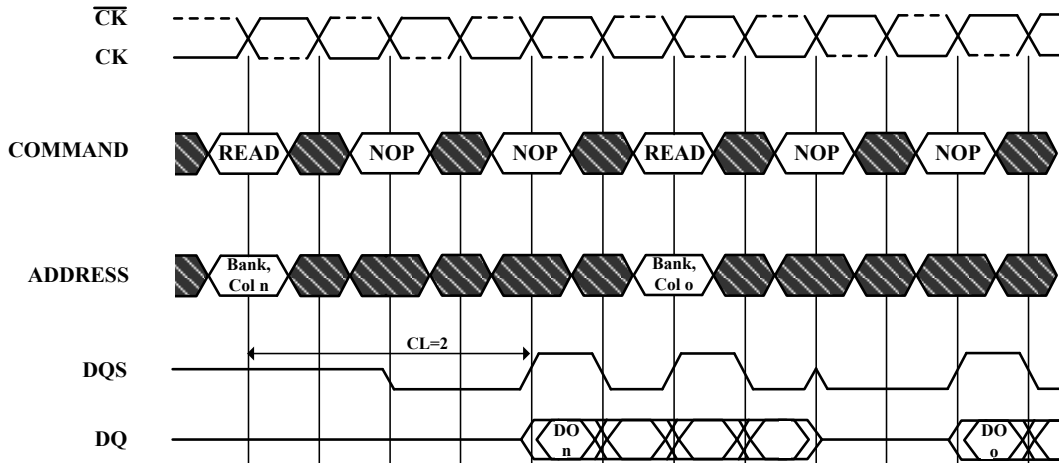 CK
CK
COMMAND
READ NOP NOP READ NOP NOP
ADDRESS
Bank,
Col n
Bank,
Col o
CL=2
DQS
DQ
DO
n
DO
o